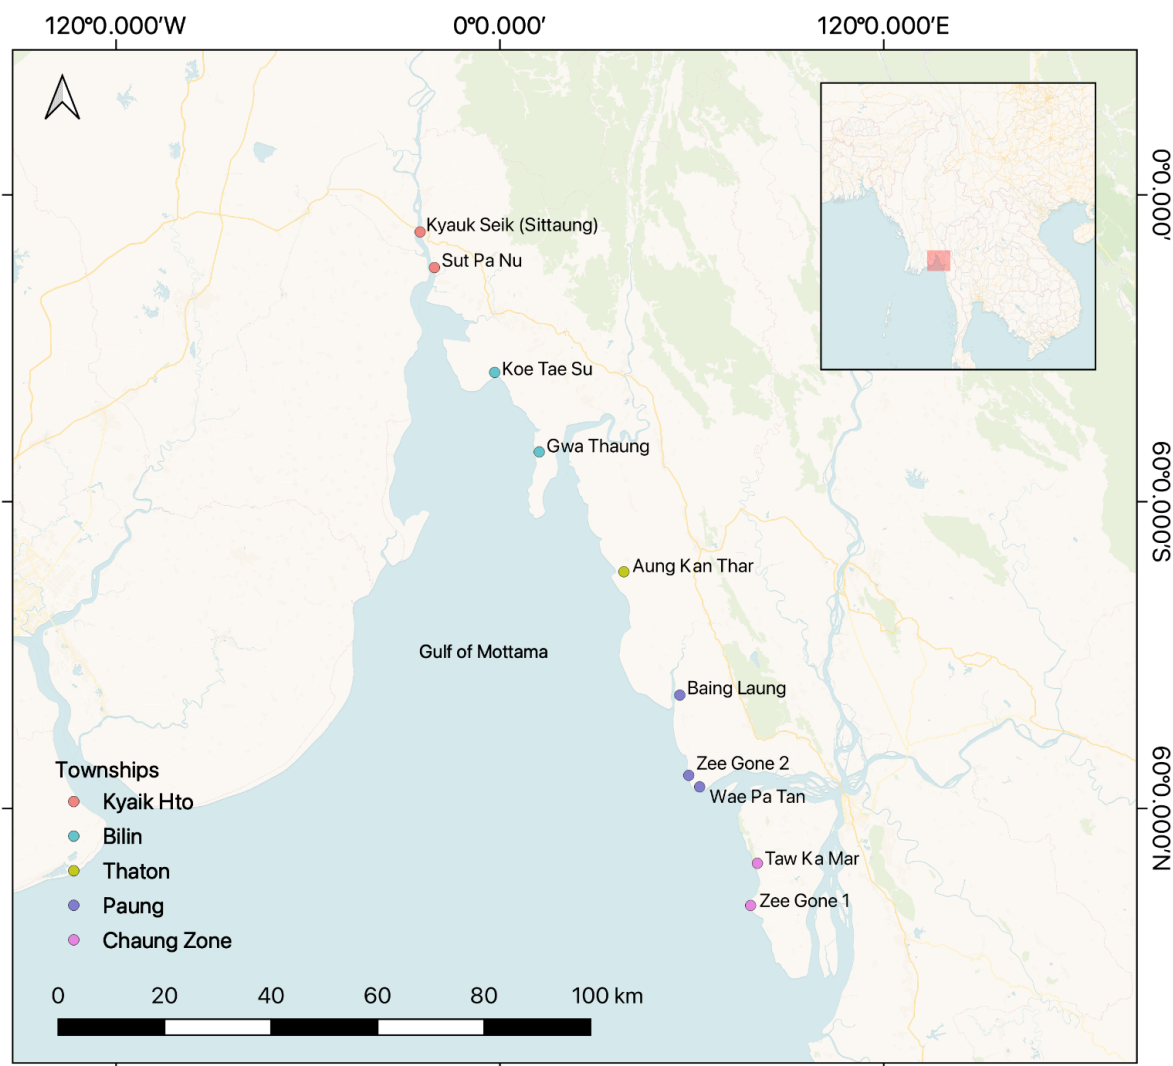 120°0.000′W 0°0.000′ 120°0.000′E
0°0.000′
60°0.000′S
60°0.000′N
Kyauk Seik (Sittaung)
Sut Pa Nu
Koe Tae Su
Gwa Thaung
Aung Kan Thar
Gulf of Mottama
Baing Laung
Zee Gone 2
Wae Pa Tan
Taw Ka Mar
Zee Gone 1
Townships
Kyaik Hto
Bilin
Thaton
Paung
Chaung Zone
0 20 40 60 80 100 km